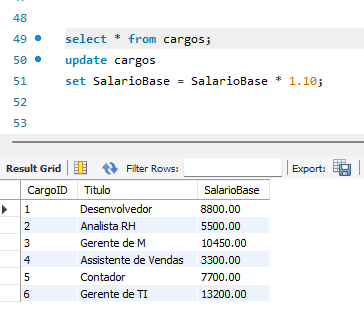 48
49 select * from cargos;
50 update cargos
51 set SalarioBase = SalarioBase * 1.10;
52
53
Result Grid Filter Rows: Export:
CargoID Titulo SalarioBase
1 Desenvolvedor 8800.00
2 Analista RH 5500.00
3 Gerente de M 10450.00
4 Assistente de Vendas 3300.00
5 Contador 7700.00
6 Gerente de TI 13200.00